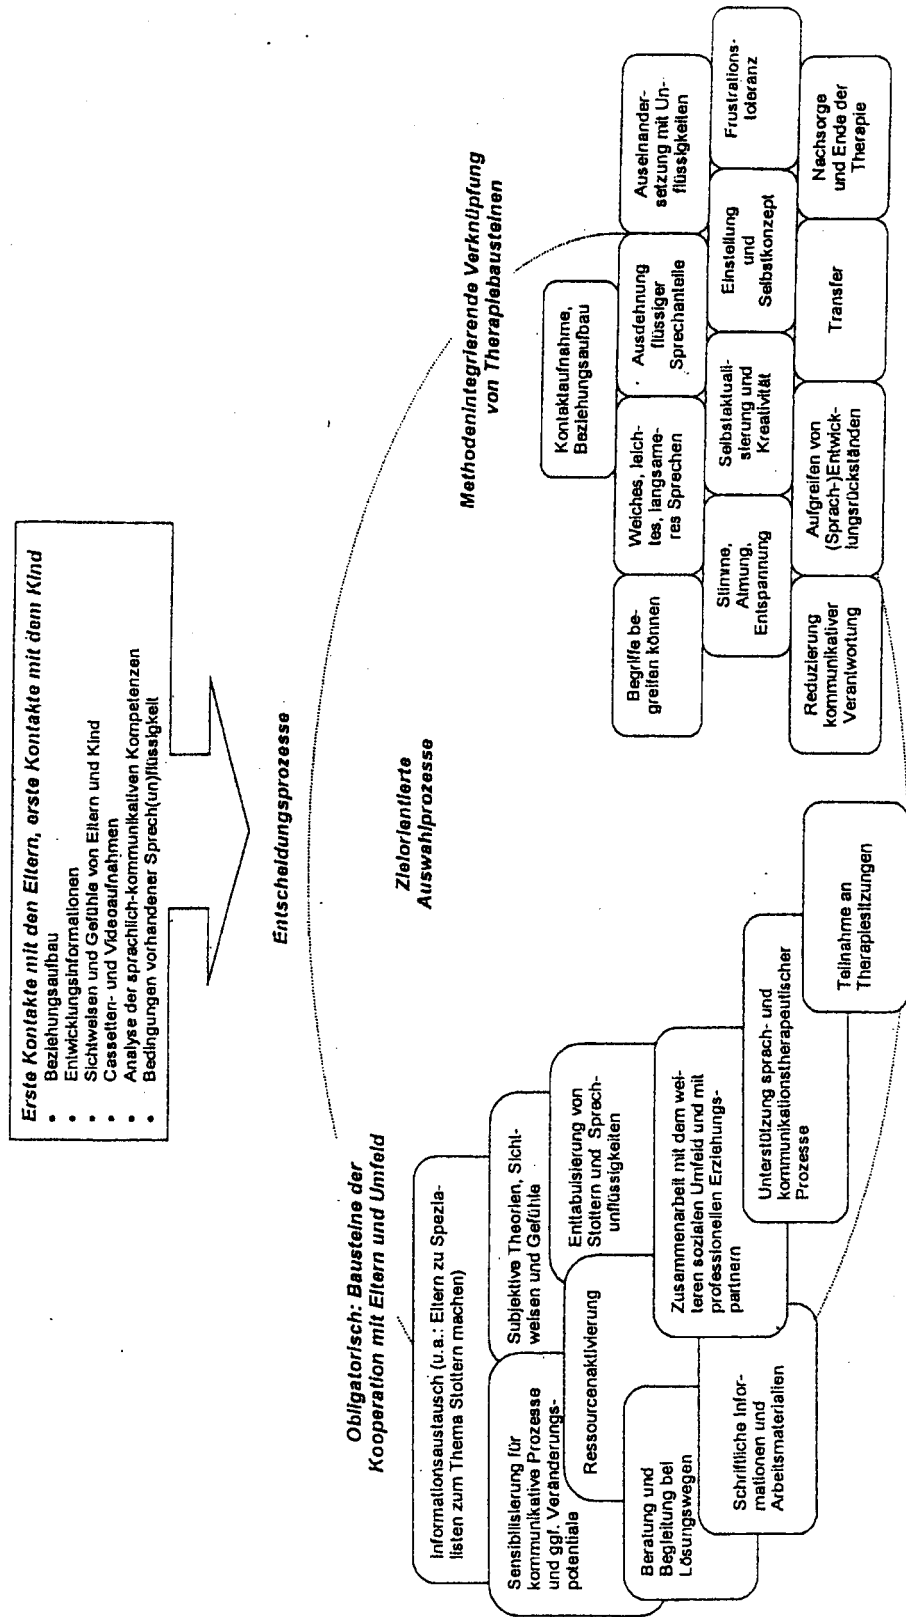 Erste Kontakte mit den Eltern, erste Kontakte mit dem Kind
• Beziehungsaufbau
• Entwicklungsinformationen
• Sichtweisen und Gefühle von Eltern und Kind
• Cassetten- und Videoaufnahmen
• Analyse der sprachlich-kommunikativen Kompetenzen
• Bedingungen vorhandener Sprech(un)flüssigkeit
Entscheidungsprozesse
Zielorientierte
Auswahlprozesse
Obligatorisch: Bausteine der
Kooperation mit Eltern und Umfeld
Informationsaustausch (u.a.: Eltern zu Spezia-
listen zum Thema Stottern machen)
Sensibilisierung für
kommunikative Prozesse
und ggf. Veränderungs-
potentiale
Subjektive Theorien, Sicht-
weisen und Gefühle
Ressourcenaktivierung
Enttabuisierung von
Stottern und Sprech-
unflüssigkeiten
Beratung und
Begleitung bei
Lösungswegen
Zusammenarbeit mit dem wei-
teren sozialen Umfeld und mit
professionellen Erziehungs-
partnern
Schriftliche Infor-
mationen und
Arbeitsmaterialien
Unterstützung sprach- und
kommunikationstherapeutischer
Prozesse
Teilnahme an
Therapiesitzungen
Methodenintegrierende Verknüpfung
von Therapiebausteinen
Kontaktaufnahme,
Beziehungsaufbau
Begriffe be-
greifen können
Weiches, leich-
tes, langsame-
res Sprechen
Ausdehnung
flüssiger
Sprechanteile
Auseinander-
setzung mit Un-
flüssigkeiten
Stimme,
Atmung,
Entspannung
Selbstaktuali-
sierung und
Kreativität
Einstellung
und
Selbstkonzept
Frustrations-
toleranz
Reduzierung
kommunikativer
Verantwortung
Aufgreifen von
(Sprach-)Entwick-
lungsrückständen
Transfer
Nachsorge
und Ende der
Therapie